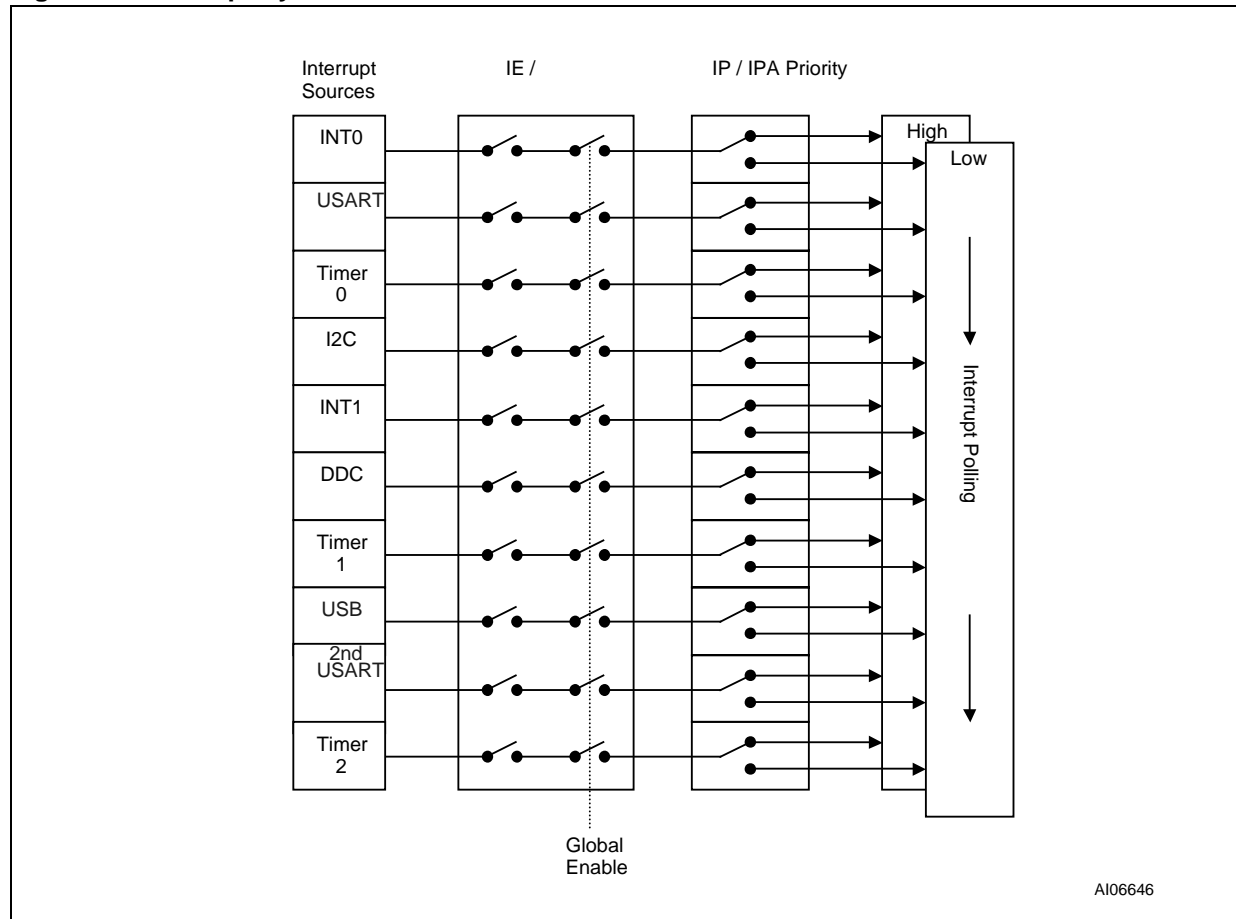 Interrupt
Sources
IE /
IP / IPA Priority
INT0
USART
Timer
0
I2C
INT1
DDC
Timer
1
USB
2nd
USART
Timer
2
High
Low
Interrupt Polling
Global
Enable
AI06646